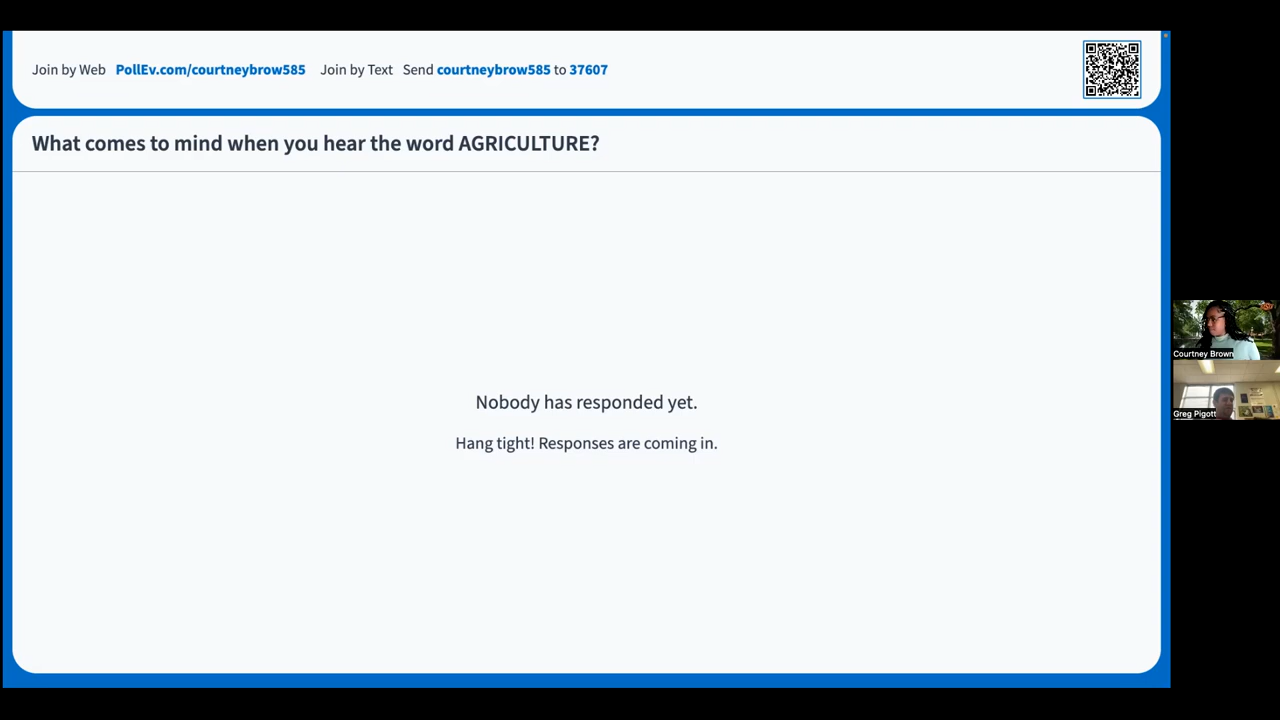 Join by Web PollEv.com/courtneybrow585 Join by Text Send courtneybrow585 to 37607
What comes to mind when you hear the word AGRICULTURE?
Nobody has responded yet.
Hang tight! Responses are coming in.
Courtney Brown
Greg Pigott